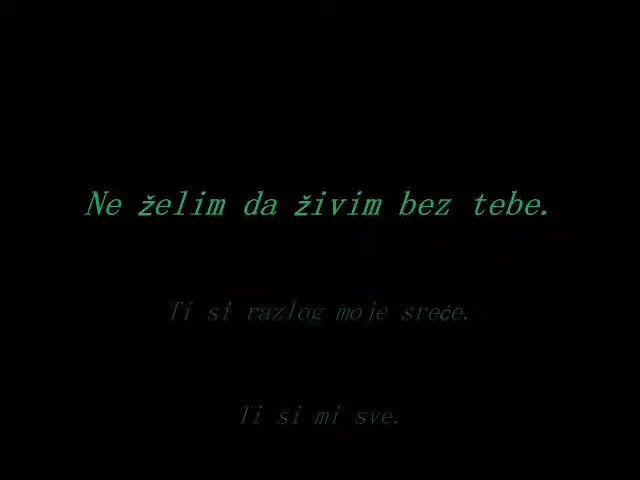 Ne želim da živim bez tebe.
Ti si razlog moje sreće.
Ti si mi sve.